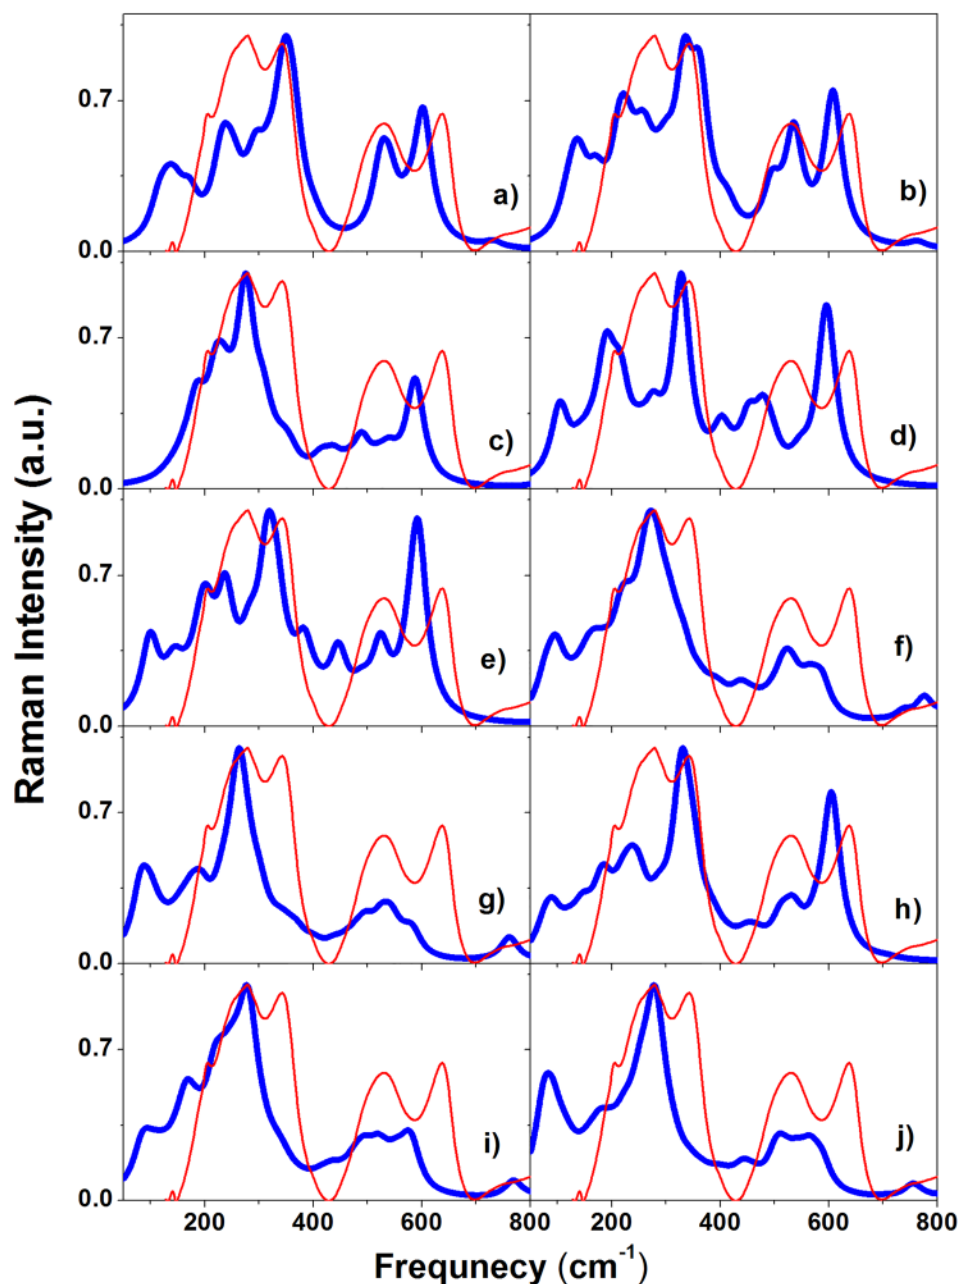 0.7
a)
b)
0.0
0.7
c)
d)
0.0
0.7
e)
f)
0.0
0.7
g)
h)
0.0
0.7
i)
j)
0.0
200 400 600 800 200 400 600 800
Raman Intensity (a.u.)
Frequnecy (cm⁻¹)